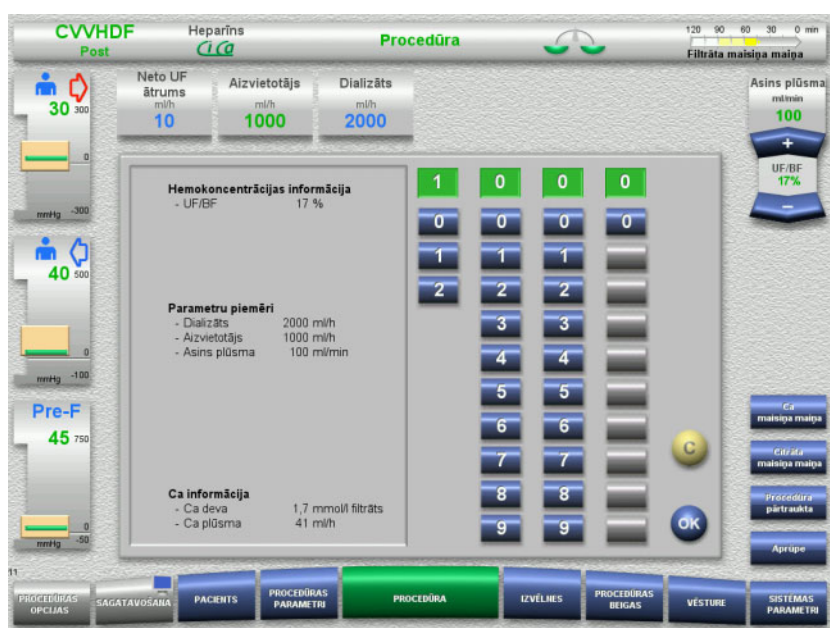 CVVHDF
Post
Heparīns
Ci Ca
Procedūra
120 90 60 30 0 min
Filtrāta maisiņa maiņa
30 300
0
mmHg -300
40 500
0
mmHg -100
Pre-F
45 750
0
mmHg -50
Neto UF
ātrums
ml/h
10
Aizvietotājs
ml/h
1000
Dializāts
ml/h
2000
Asins plūsma
ml/min
100
+
UF/BF
17%
−
Hemokoncentrācijas informācija
- UF/BF 17 %
Parametru piemēri
- Dializāts 2000 ml/h
- Aizvietotājs 1000 ml/h
- Asins plūsma 100 ml/min
Ca informācija
- Ca deva 1,7 mmol/l filtrāts
- Ca plūsma 41 ml/h
1 0 0 0
0 0 0 0
1 1 1
2 2 2
3 3
4 4
5 5
6 6
7 7
8 8
9 9
C
OK
Ca
maisiņa maiņa
Citrāta
maisiņa maiņa
Procedūra
pārtraukta
Aprūpe
11
PROCEDŪRAS
OPCIJAS
SAGATAVOŠANA
PACIENTS
PROCEDŪRAS
PARAMETRI
PROCEDŪRA
IZVĒLNES
PROCEDŪRAS
BEIGAS
VĒSTURE
SISTĒMAS
PARAMETRI